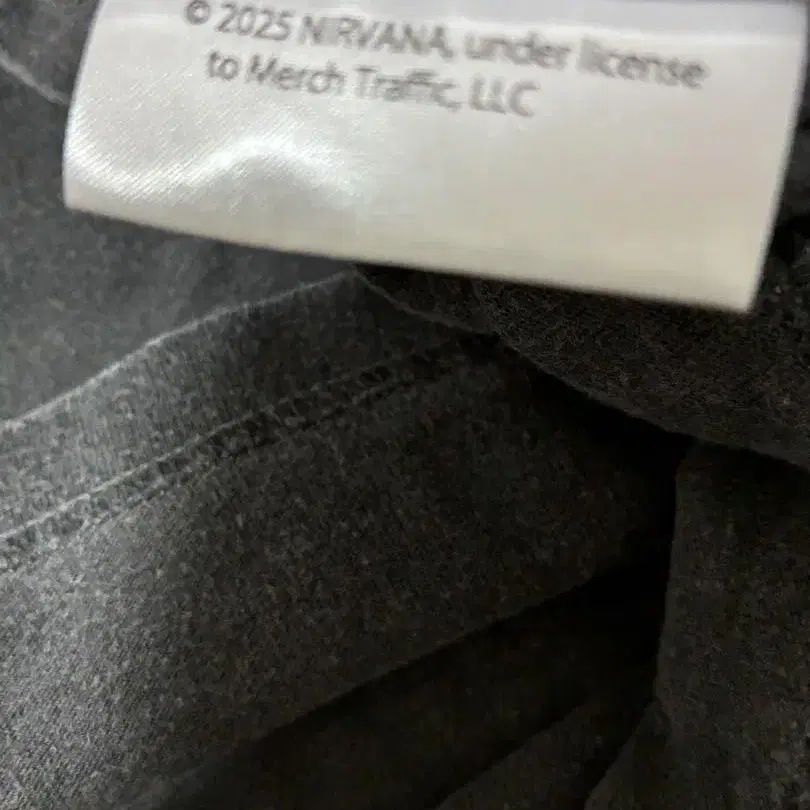 © 2025 NIRVANA, under license
to Merch Traffic, LLC